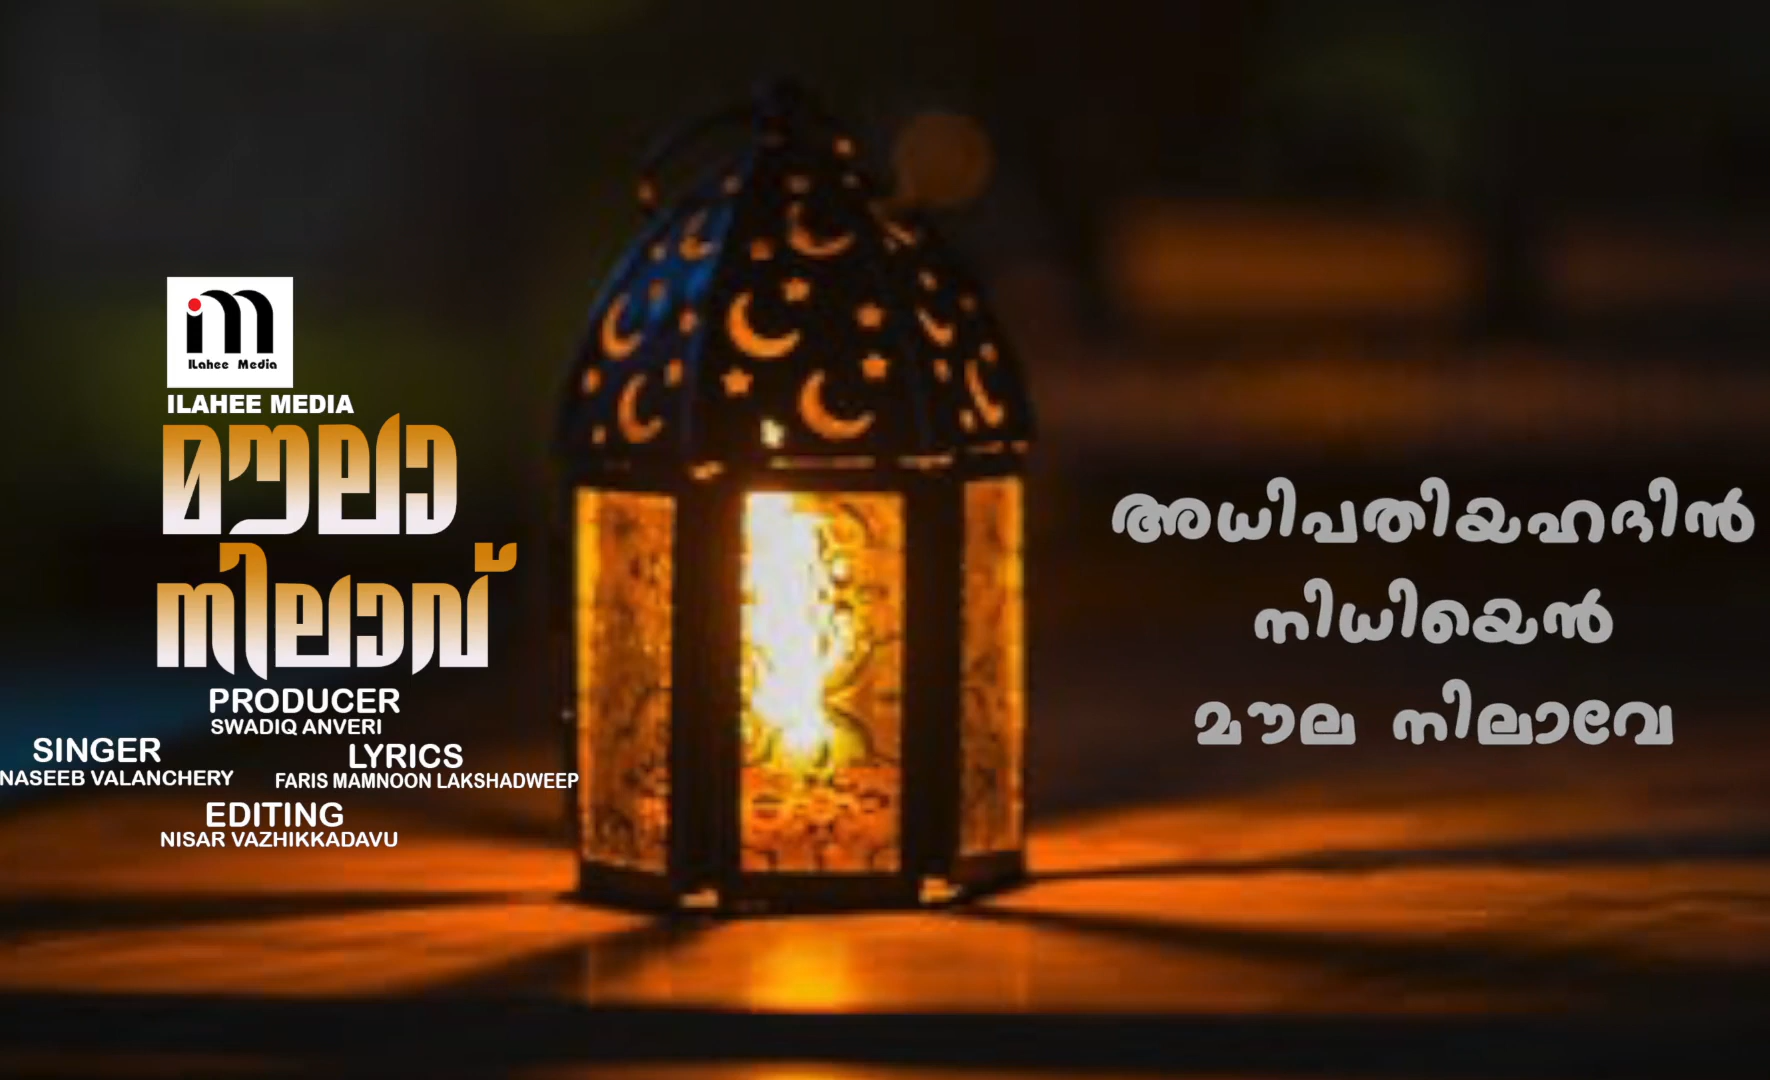 ILahee Media
ILAHEE MEDIA
മൗലാ
നിലാവ്
PRODUCER
SWADIQ ANVERI
SINGER
NASEEB VALANCHERY
LYRICS
FARIS MAMNOON LAKSHADWEEP
EDITING
NISAR VAZHIKKADAVU
അധിപതിയഹദിൻ
നിധിയെൻ
മൗല നിലാവേ